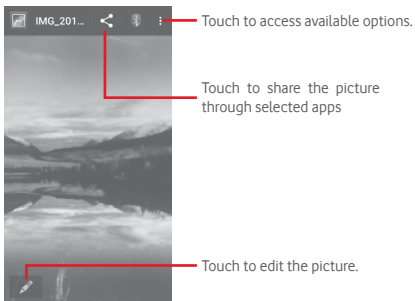 IMG_201...
Touch to access available options.
Touch to share the picture
through selected apps
Touch to edit the picture.